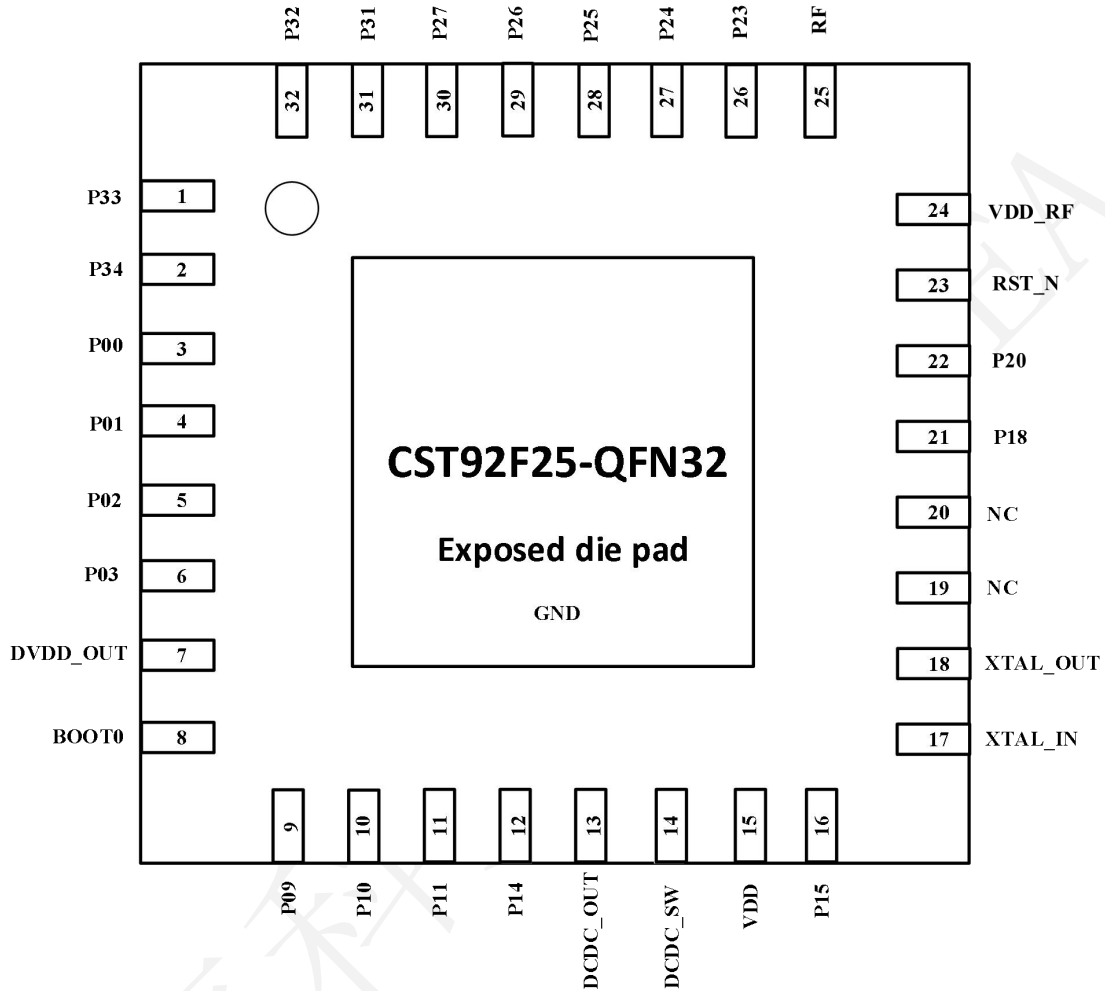 P32 P31 P27 P26 P25 P24 P23 RF
32 31 30 29 28 27 26 25
P33 1
P34 2
P00 3
P01 4
P02 5
P03 6
DVDD_OUT 7
BOOT0 8
24 VDD_RF
23 RST_N
22 P20
21 P18
20 NC
19 NC
18 XTAL_OUT
17 XTAL_IN
CST92F25-QFN32
Exposed die pad
GND
9 10 11 12 13 14 15 16
P09 P10 P11 P14 DCDC_OUT DCDC_SW VDD P15